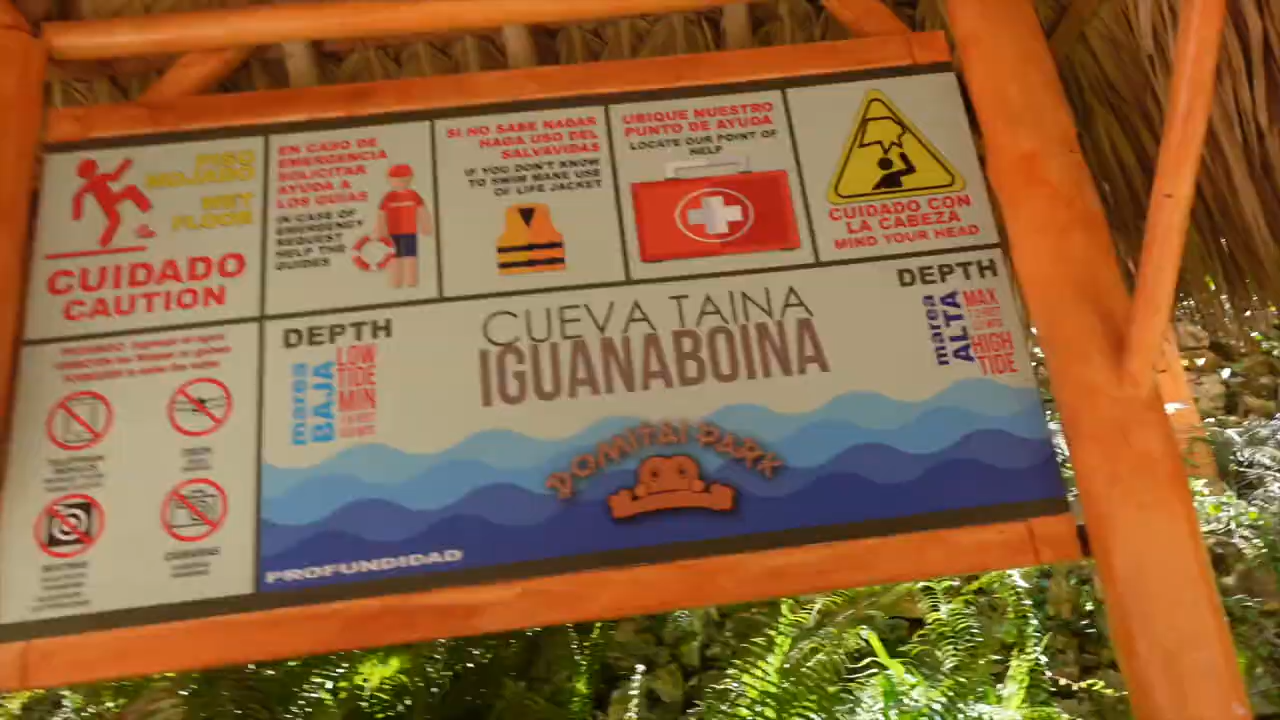 PISO
MOJADO
WET
FLOOR
CUIDADO
CAUTION
EN CASO DE
EMERGENCIA
SOLICITAR
AYUDA A
LOS GUIAS
IN CASE OF
EMERGENCY
REQUEST
HELP THE
GUIDES
SI NO SABE NADAR
HAGA USO DEL
SALVAVIDAS
IF YOU DON'T KNOW
TO SWIM MAKE USE
OF LIFE JACKET
UBIQUE NUESTRO
PUNTO DE AYUDA
LOCATE OUR POINT OF
HELP
CUIDADO CON
LA CABEZA
MIND YOUR HEAD
DEPTH
marea
BAJA
LOW
TIDE
MIN
CUEVA TAINA
IGUANABOINA
DEPTH
marea
ALTA
MAX
HIGH
TIDE
DOMITAI PARK
PROFUNDIDAD